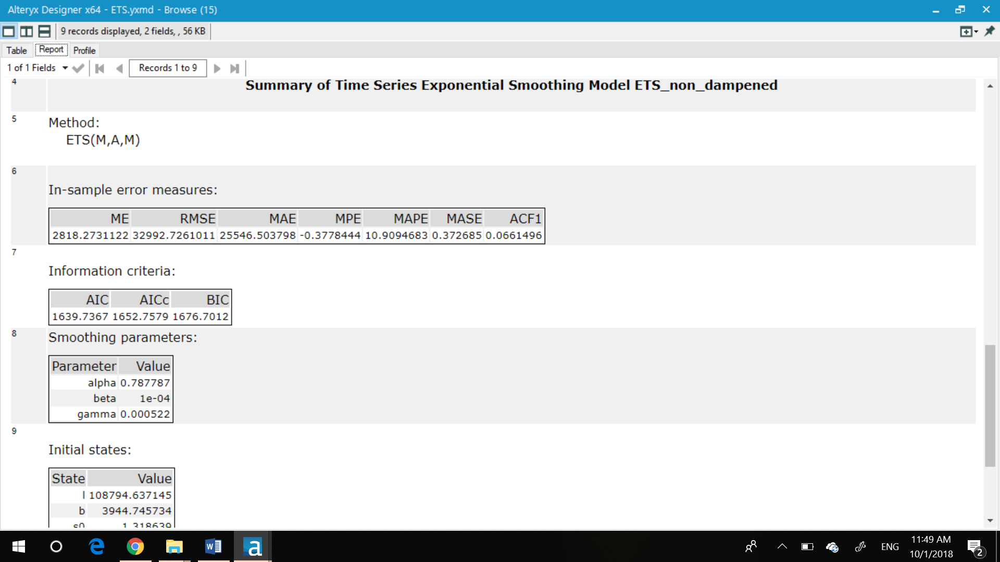 Alteryx Designer x64 - ETS.yxmd - Browse (15)
9 records displayed, 2 fields, , 56 KB
Table Report Profile
1 of 1 Fields Records 1 to 9
4 Summary of Time Series Exponential Smoothing Model ETS_non_dampened
5 Method:
ETS(M,A,M)
6
In-sample error measures:
ME RMSE MAE MPE MAPE MASE ACF1
2818.2731122 32992.7261011 25546.503798 -0.3778444 10.9094683 0.372685 0.0661496
7
Information criteria:
AIC AICc BIC
1639.7367 1652.7579 1676.7012
8 Smoothing parameters:
Parameter Value
alpha 0.787787
beta 1e-04
gamma 0.000522
9
Initial states:
State Value
l 108794.637145
b 3944.745734
s0 1.318639
ENG 11:49 AM
10/1/2018
2